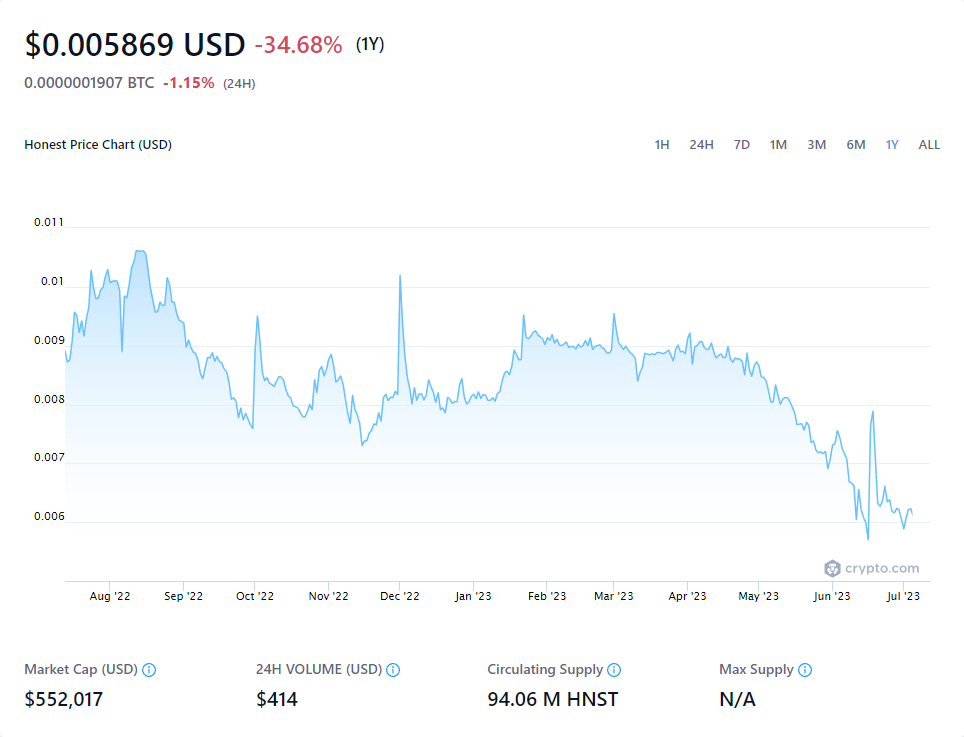 $0.005869 USD -34.68% (1Y)
0.0000001907 BTC -1.15% (24H)
Honest Price Chart (USD) 1H 24H 7D 1M 3M 6M 1Y ALL
0.011
0.01
0.009
0.008
0.007
0.006
crypto.com
Aug '22 Sep '22 Oct '22 Nov '22 Dec '22 Jan '23 Feb '23 Mar '23 Apr '23 May '23 Jun '23 Jul '23
Market Cap (USD) 24H VOLUME (USD) Circulating Supply Max Supply
$552,017 $414 94.06 M HNST N/A